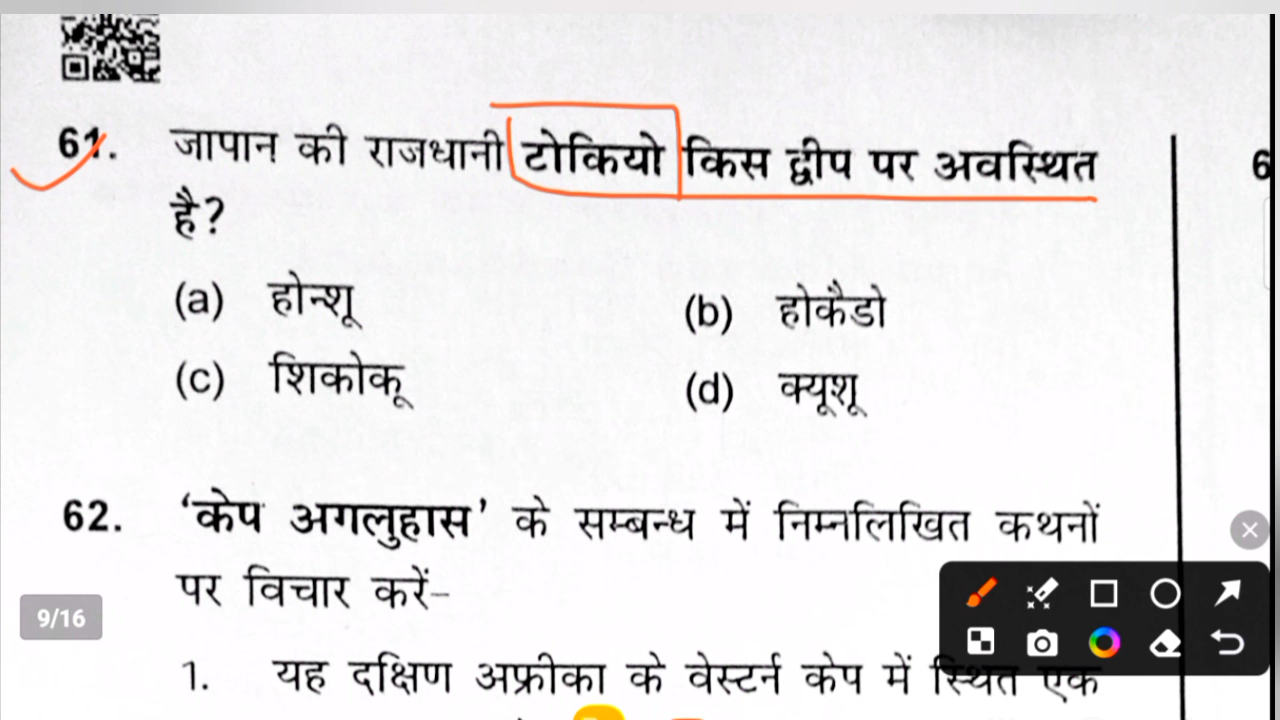 61. जापान की राजधानी टोकियो किस द्वीप पर अवस्थित
है?
(a) होन्शू (b) होकैडो
(c) शिकोकू (d) क्यूशू
62. ‘केप अगलुहास’ के सम्बन्ध में निम्नलिखित कथनों
पर विचार करें–
9/16
1. यह दक्षिण अफ्रीका के वेस्टर्न केप में स्थित एक
6